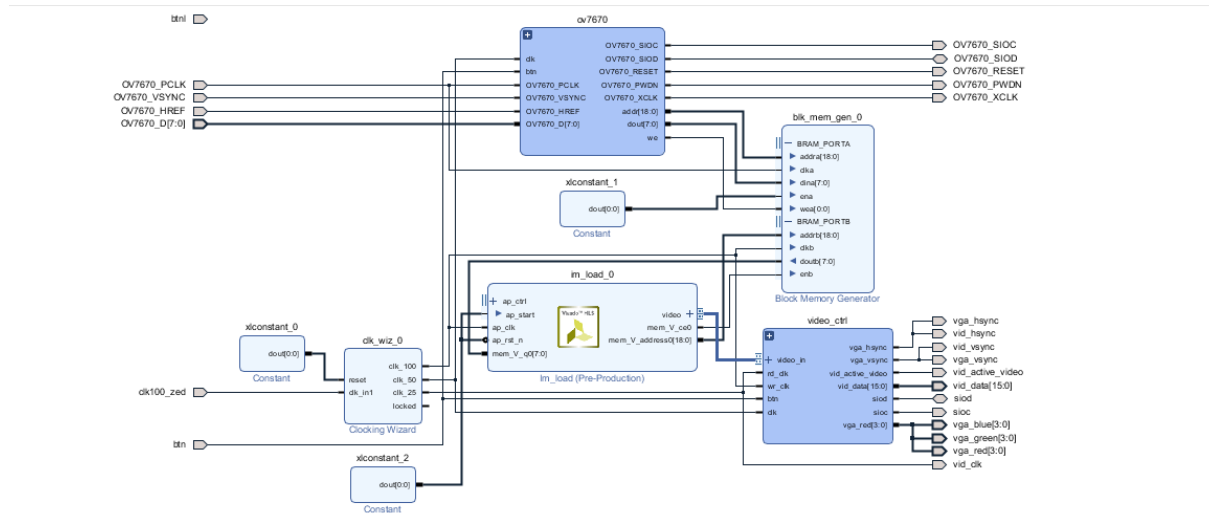 btnl
OV7670_PCLK
OV7670_VSYNC
OV7670_HREF
OV7670_D[7:0]
ov7670
clk
btn
OV7670_PCLK
OV7670_VSYNC
OV7670_HREF
OV7670_D[7:0]
OV7670_SIOC
OV7670_SIOD
OV7670_RESET
OV7670_PWDN
OV7670_XCLK
addr[18:0]
dout[7:0]
we
OV7670_SIOC
OV7670_SIOD
OV7670_RESET
OV7670_PWDN
OV7670_XCLK
blk_mem_gen_0
BRAM_PORTA
addra[18:0]
clka
dina[7:0]
ena
wea[0:0]
BRAM_PORTB
addrb[18:0]
clkb
doutb[7:0]
enb
Block Memory Generator
xlconstant_1
dout[0:0]
Constant
im_load_0
ap_ctrl
ap_start
ap_clk
ap_rst_n
mem_V_q0[7:0]
Vivado™ HLS
video
mem_V_ce0
mem_V_address0[18:0]
Im_load (Pre-Production)
xlconstant_0
dout[0:0]
Constant
clk100_zed
btn
clk_wiz_0
reset
clk_in1
clk_100
clk_50
clk_25
locked
Clocking Wizard
xlconstant_2
dout[0:0]
Constant
video_ctrl
video_in
rd_clk
wr_clk
btn
clk
vga_hsync
vga_vsync
vid_active_video
vid_data[15:0]
siod
sioc
vga_red[3:0]
vga_hsync
vid_hsync
vid_vsync
vga_vsync
vid_active_video
vid_data[15:0]
siod
sioc
vga_blue[3:0]
vga_green[3:0]
vga_red[3:0]
vid_clk